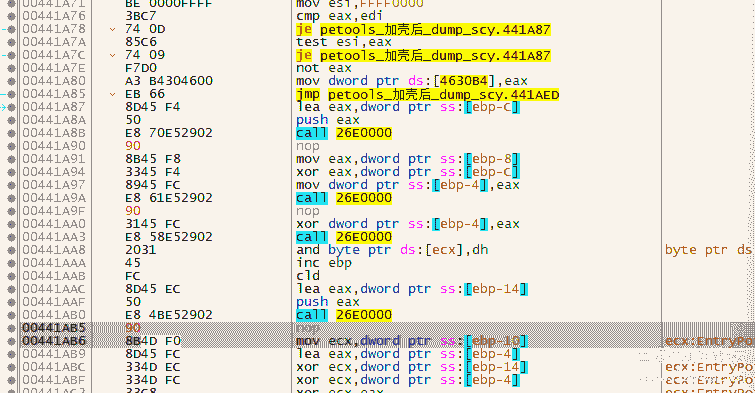 00441A71 BE 0000FFFF mov esi,FFFF0000
00441A76 3BC7 cmp eax,edi
00441A78 74 0D je petools_加壳后_dump_scy.441A87
00441A7A 85C6 test esi,eax
00441A7C 74 09 je petools_加壳后_dump_scy.441A87
00441A7E F7D0 not eax
00441A80 A3 B4304600 mov dword ptr ds:[4630B4],eax
00441A85 EB 66 jmp petools_加壳后_dump_scy.441AED
00441A87 8D45 F4 lea eax,dword ptr ss:[ebp-C]
00441A8A 50 push eax
00441A8B E8 70E52902 call 26E0000
00441A90 90 nop
00441A91 8B45 F8 mov eax,dword ptr ss:[ebp-8]
00441A94 3345 F4 xor eax,dword ptr ss:[ebp-C]
00441A97 8945 FC mov dword ptr ss:[ebp-4],eax
00441A9A E8 61E52902 call 26E0000
00441A9F 90 nop
00441AA0 3145 FC xor dword ptr ss:[ebp-4],eax
00441AA3 E8 58E52902 call 26E0000
00441AA8 2031 and byte ptr ds:[ecx],dh byte ptr ds
00441AAA 45 inc ebp
00441AAB FC cld
00441AAC 8D45 EC lea eax,dword ptr ss:[ebp-14]
00441AAF 50 push eax
00441AB0 E8 4BE52902 call 26E0000
00441AB5 90 nop
00441AB6 8B4D F0 mov ecx,dword ptr ss:[ebp-10] ecx:EntryPo
00441AB9 8D45 FC lea eax,dword ptr ss:[ebp-4]
00441ABC 334D EC xor ecx,dword ptr ss:[ebp-14] ecx:EntryPo
00441ABF 334D FC xor ecx,dword ptr ss:[ebp-4] ecx:EntryPo
00441AC2 33C8 xor ecx,eax ecx:EntryPo